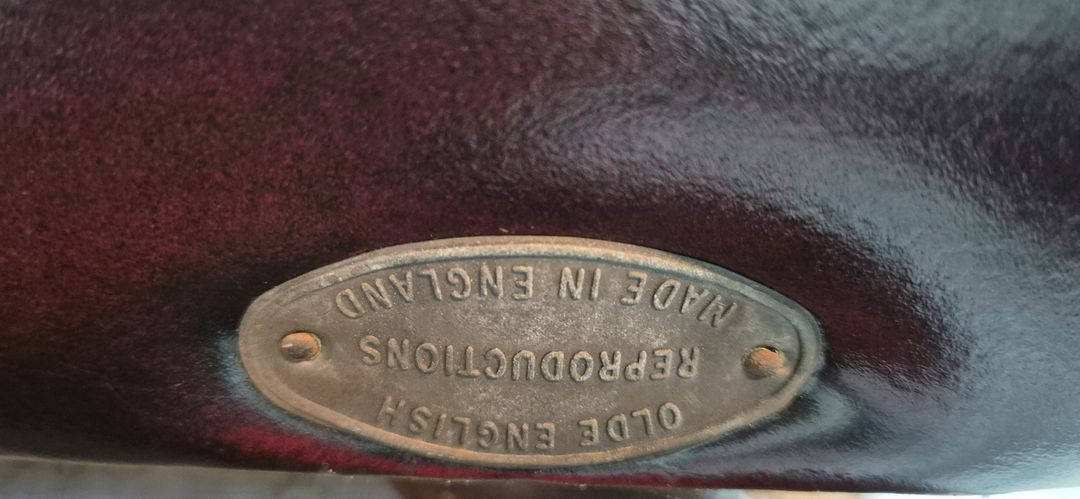 OLDE ENGLISH
REPRODUCTIONS
MADE IN ENGLAND